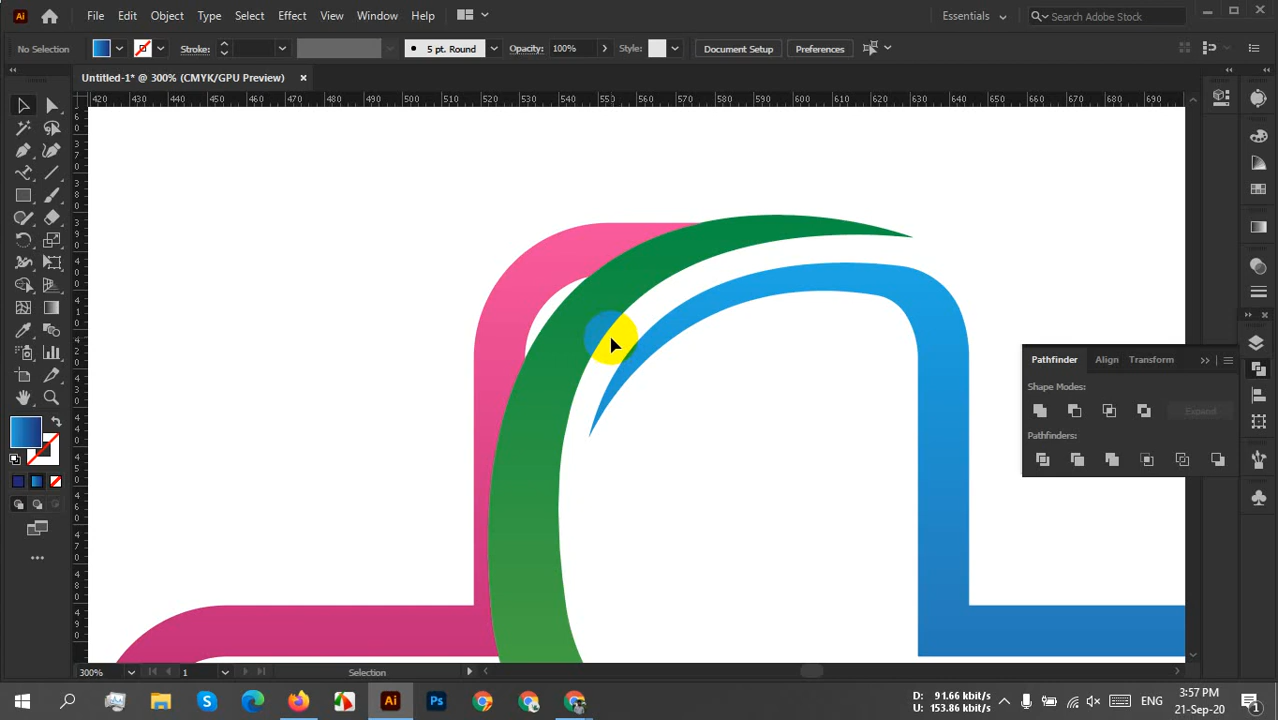 Ai File Edit Object Type Select Effect View Window Help Essentials Search Adobe Stock
No Selection Stroke: 5 pt. Round Opacity: 100% Style: Document Setup Preferences
Untitled-1* @ 300% (CMYK/GPU Preview)
420 430 440 450 460 470 480 490 500 510 520 530 540 550 560 570 580 590 600 610 620 630 640 650 660 670 680 690
Pathfinder Align Transform
Shape Modes:
Expand
Pathfinders:
300% 1 Selection
Ai Ps D: 91.66 kbit/s U: 153.86 kbit/s ENG 3:57 PM 21-Sep-20